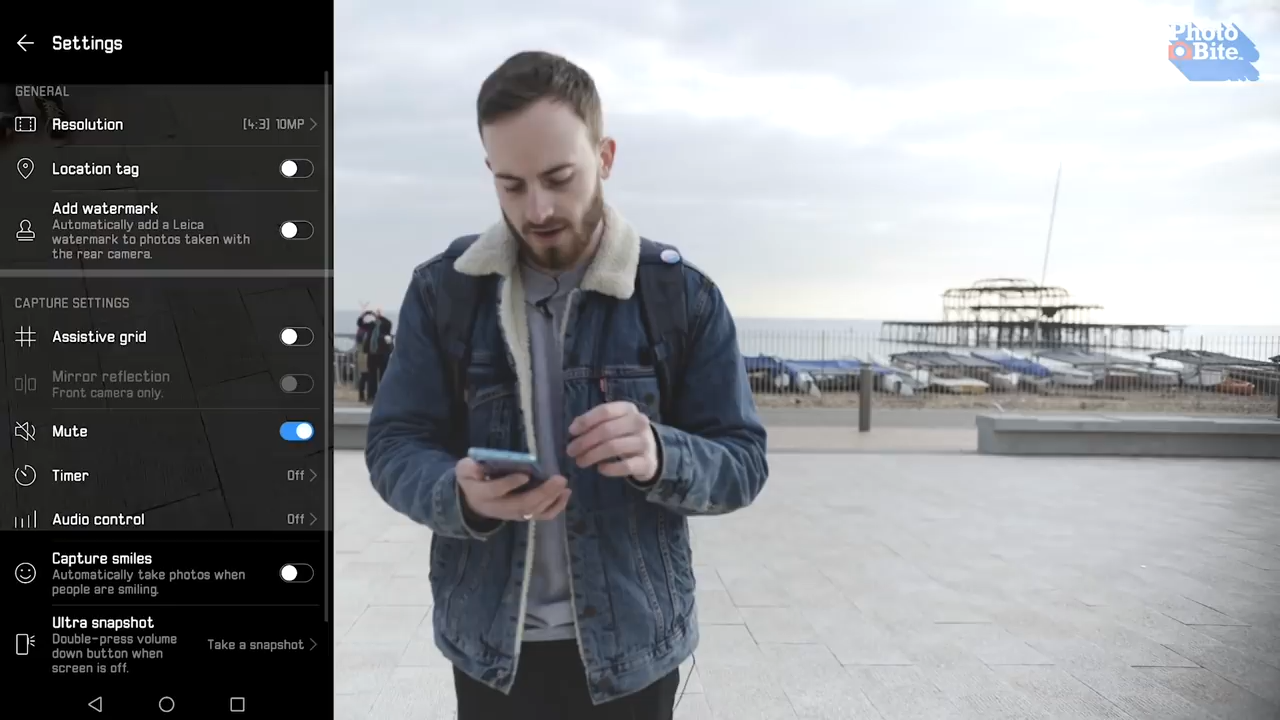 Settings
GENERAL
Resolution
[4:3] 10MP
Location tag
Add watermark
Automatically add a Leica
watermark to photos taken with
the rear camera.
CAPTURE SETTINGS
Assistive grid
Mirror reflection
Front camera only.
Mute
Timer
Off
Audio control
Off
Capture smiles
Automatically take photos when
people are smiling.
Ultra snapshot
Double-press volume
down button when
screen is off.
Take a snapshot
Photo
Bite.